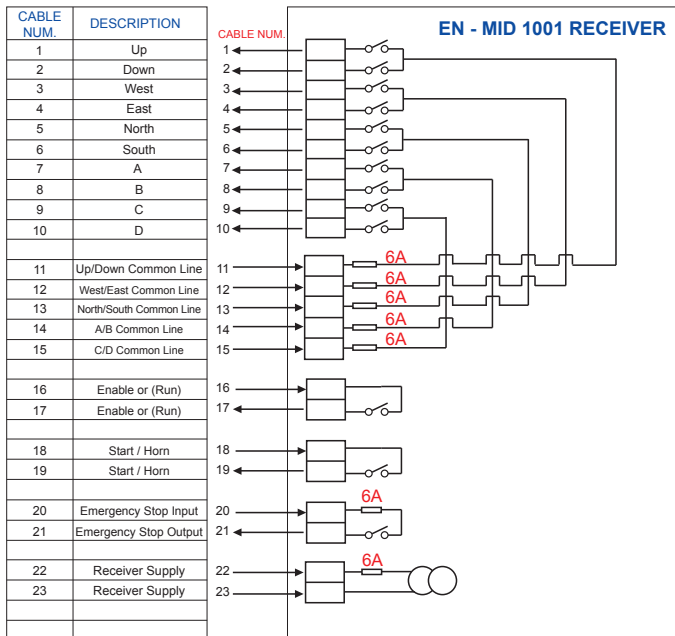 CABLE NUM. DESCRIPTION CABLE NUM. EN - MID 1001 RECEIVER
1 Up 1
2 Down 2
3 West 3
4 East 4
5 North 5
6 South 6
7 A 7
8 B 8
9 C 9
10 D 10
11 Up/Down Common Line 11 6A
12 West/East Common Line 12 6A
13 North/South Common Line 13 6A
14 A/B Common Line 14 6A
15 C/D Common Line 15 6A
16 Enable or (Run) 16
17 Enable or (Run) 17
18 Start / Horn 18
19 Start / Horn 19
20 Emergency Stop Input 20 6A
21 Emergency Stop Output 21
22 Receiver Supply 22 6A
23 Receiver Supply 23